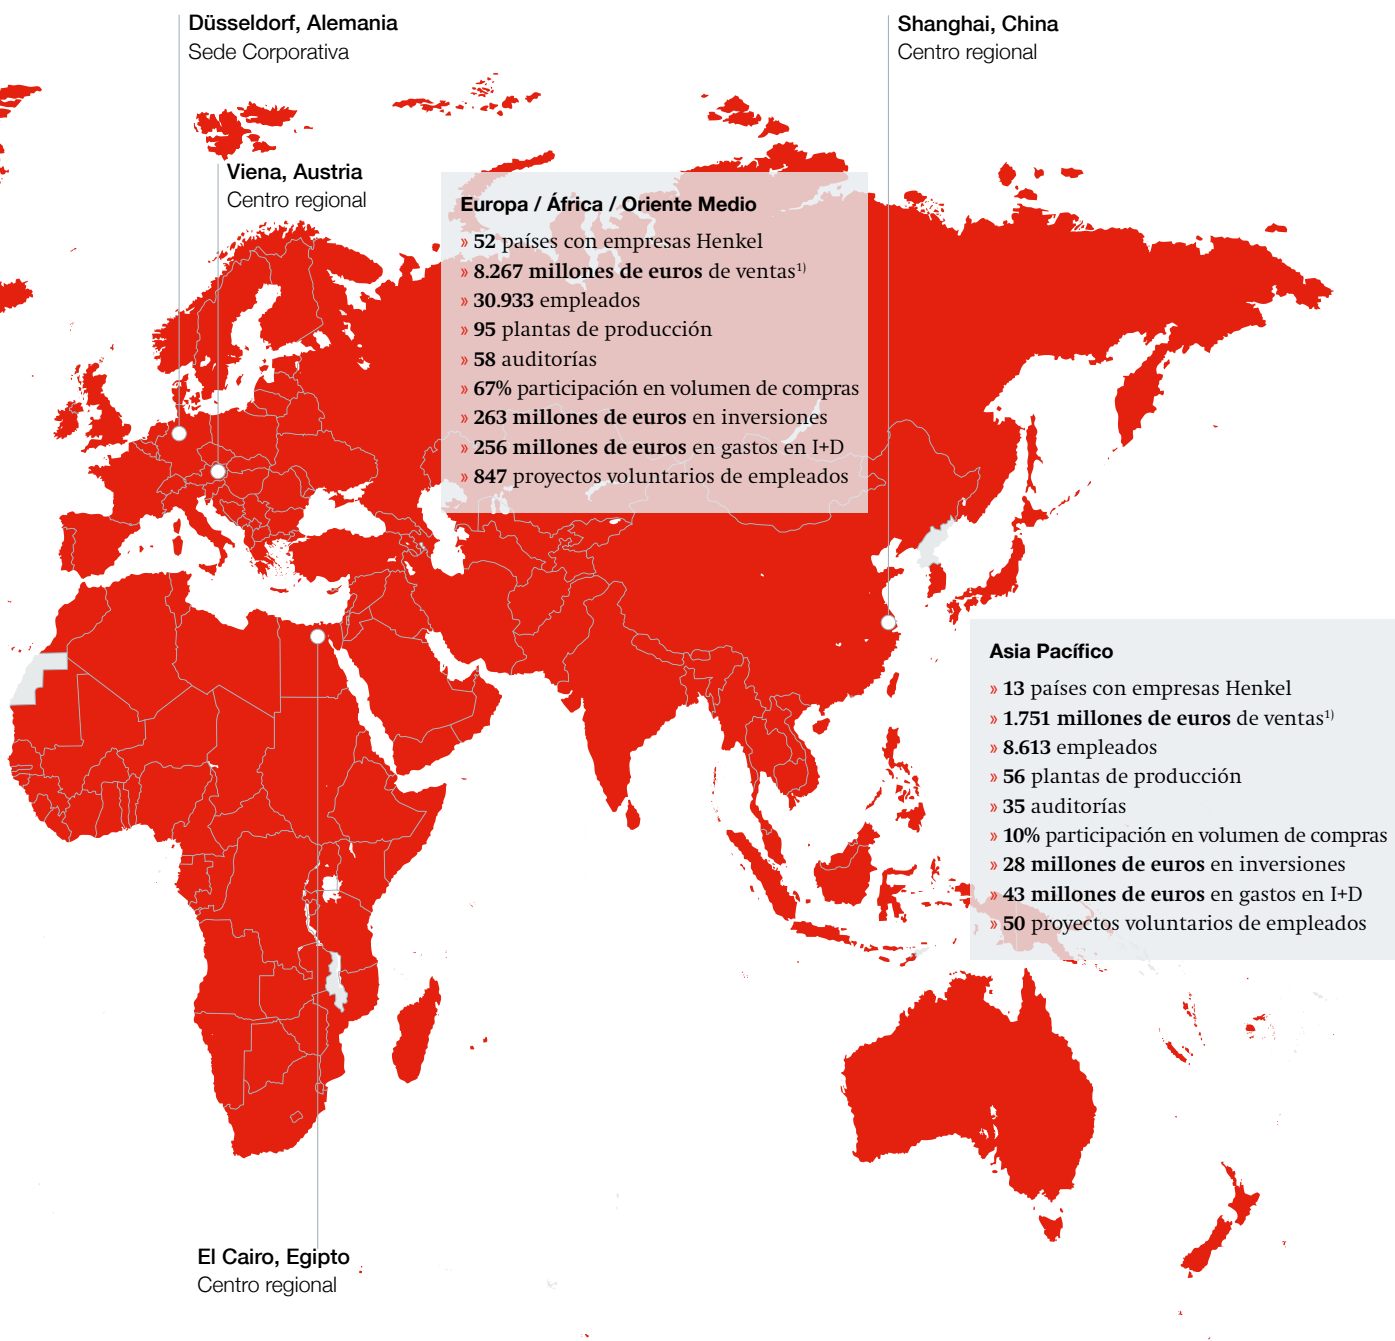 Düsseldorf, Alemania
Sede Corporativa
Shanghai, China
Centro regional
Viena, Austria
Centro regional
Europa / África / Oriente Medio
» 52 países con empresas Henkel
» 8.267 millones de euros de ventas¹⁾
» 30.933 empleados
» 95 plantas de producción
» 58 auditorías
» 67% participación en volumen de compras
» 263 millones de euros en inversiones
» 256 millones de euros en gastos en I+D
» 847 proyectos voluntarios de empleados
Asia Pacífico
» 13 países con empresas Henkel
» 1.751 millones de euros de ventas¹⁾
» 8.613 empleados
» 56 plantas de producción
» 35 auditorías
» 10% participación en volumen de compras
» 28 millones de euros en inversiones
» 43 millones de euros en gastos en I+D
» 50 proyectos voluntarios de empleados
El Cairo, Egipto
Centro regional